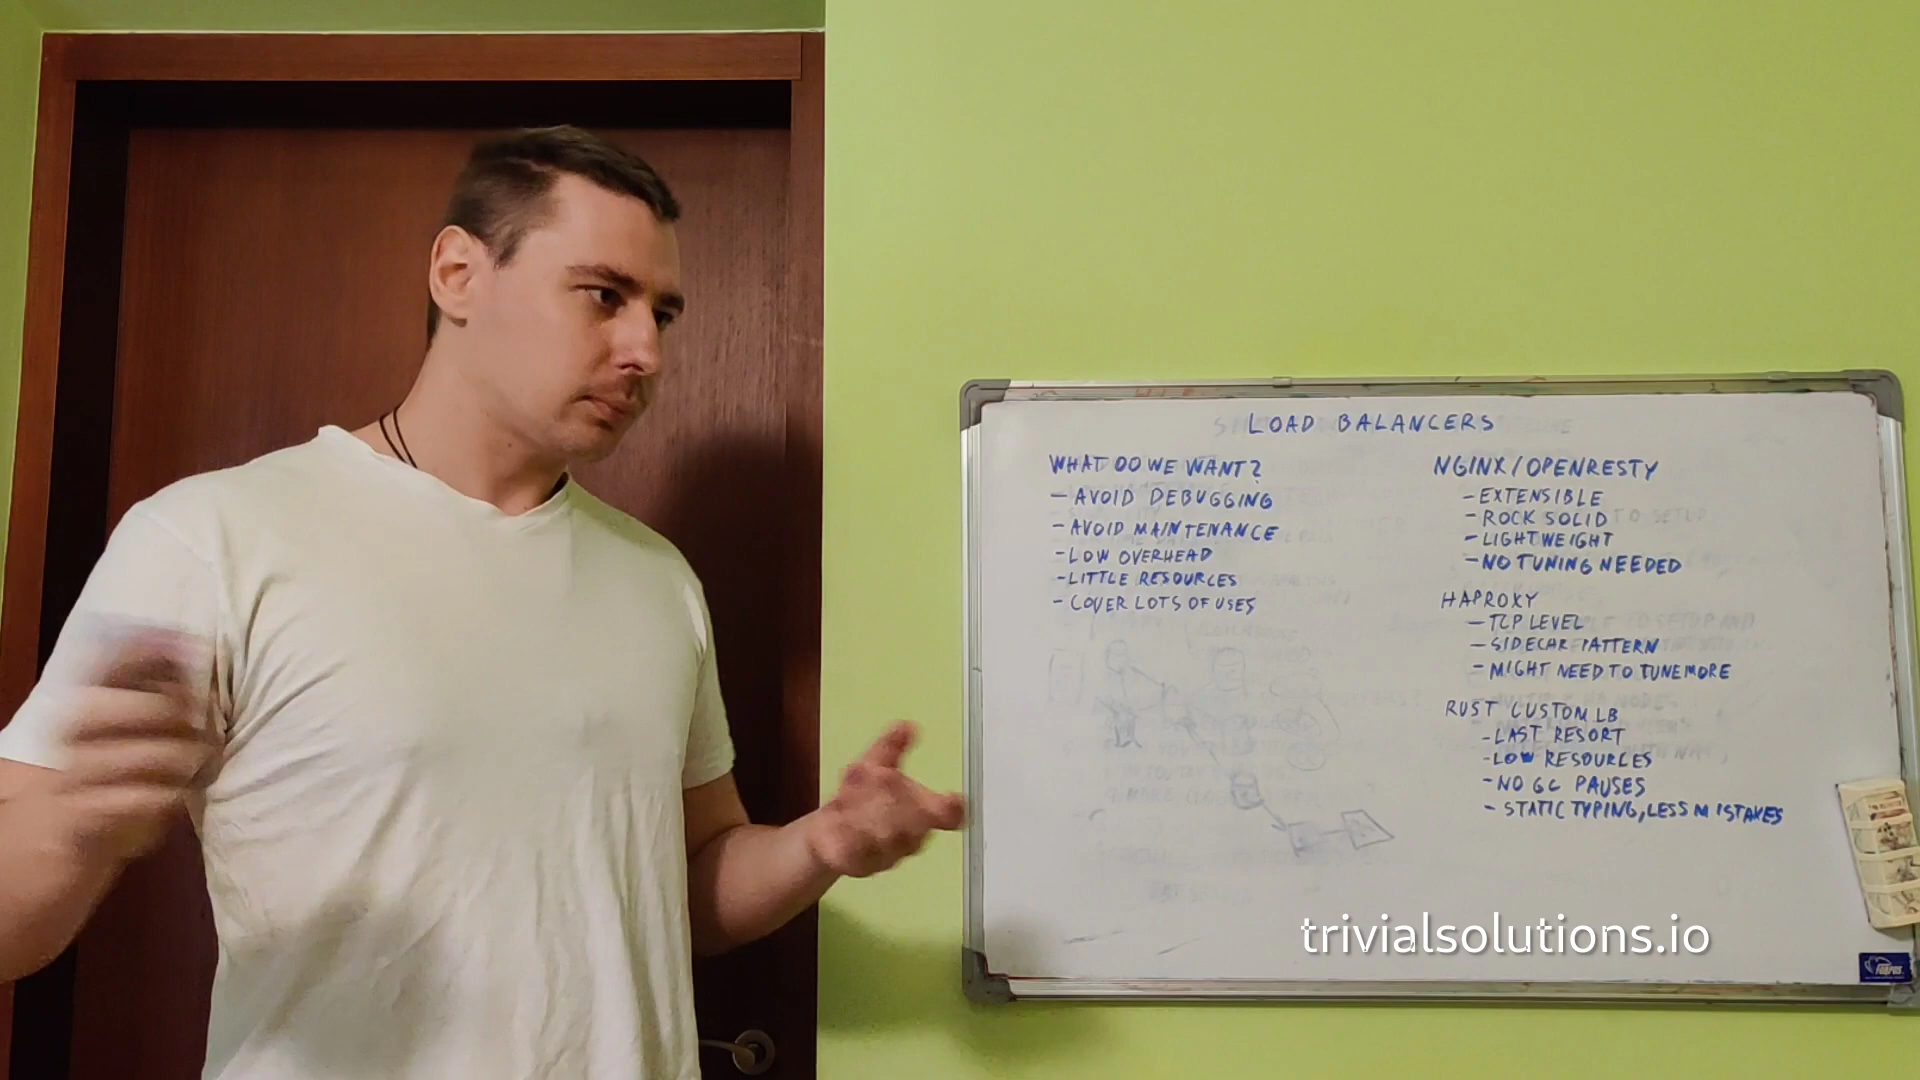 LOAD BALANCERS
WHAT DO WE WANT?
- AVOID DEBUGGING
- AVOID MAINTENANCE
- LOW OVERHEAD
- LITTLE RESOURCES
- COVER LOTS OF USES
NGINX/OPENRESTY
- EXTENSIBLE
- ROCK SOLID
- LIGHTWEIGHT
- NO TUNING NEEDED
HAPROXY
- TCP LEVEL
- SIDECAR PATTERN
- MIGHT NEED TO TUNE MORE
RUST CUSTOM LB
- LAST RESORT
- LOW RESOURCES
- NO GC PAUSES
- STATIC TYPING, LESS MISTAKES
trivialsolutions.io
FORPUS